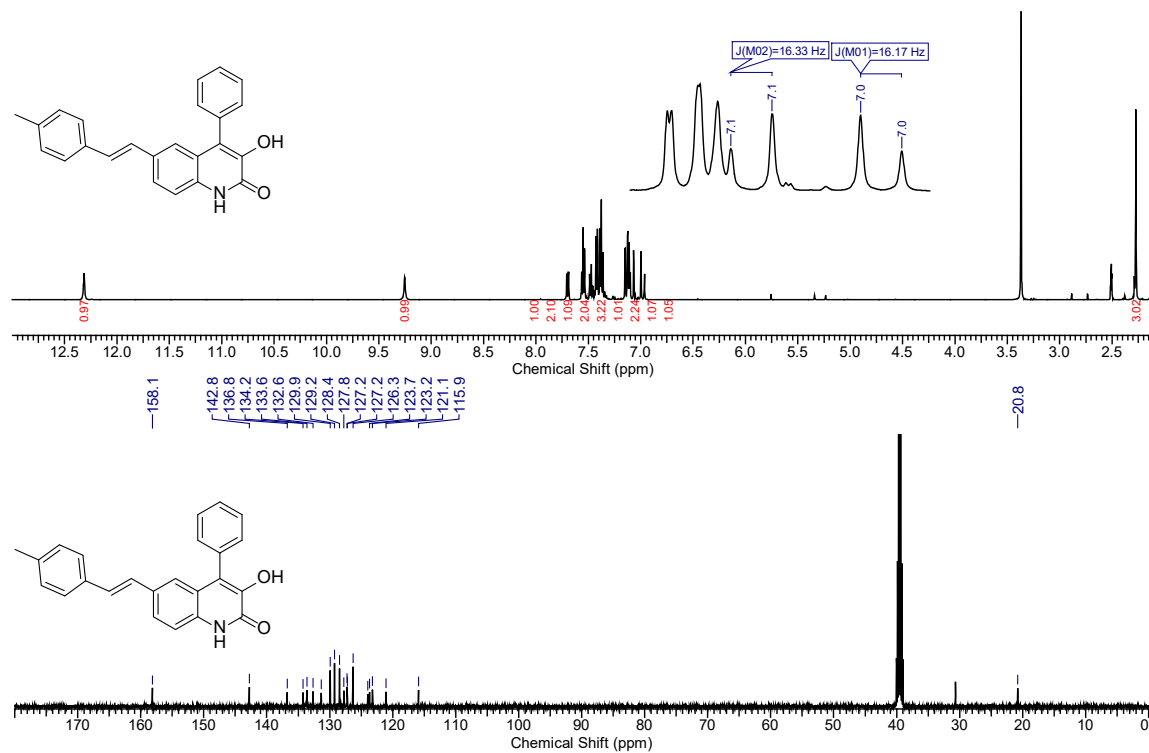 J(M02)=16.33 Hz
J(M01)=16.17 Hz
7.1
7.1
7.0
7.0
OH
N
H
O
0.97
0.99
1.00
2.10
1.09
2.04
3.22
1.01
2.24
1.07
1.05
3.02
12.5 12.0 11.5 11.0 10.5 10.0 9.5 9.0 8.5 8.0 7.5 7.0 6.5 6.0 5.5 5.0 4.5 4.0 3.5 3.0 2.5
Chemical Shift (ppm)
158.1
142.8
136.8
134.2
133.6
132.6
129.9
129.2
128.4
127.8
127.2
127.2
126.3
123.7
123.2
121.1
115.9
20.8
OH
N
H
O
170 160 150 140 130 120 110 100 90 80 70 60 50 40 30 20 10 0
Chemical Shift (ppm)